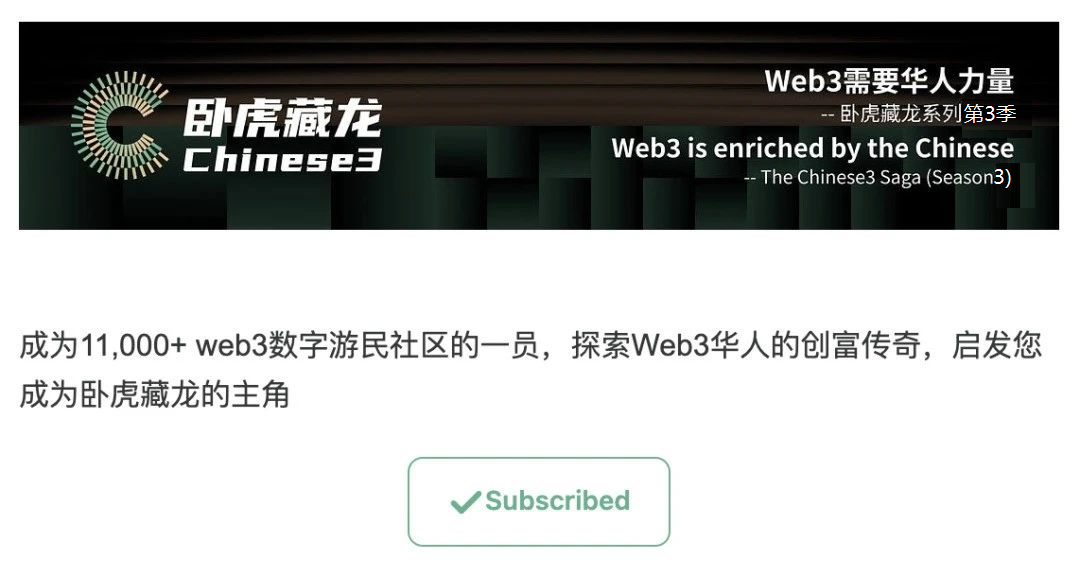 卧虎藏龙
Chinese3
Web3需要华人力量
-- 卧虎藏龙系列第3季
Web3 is enriched by the Chinese
-- The Chinese3 Saga (Season3)
成为11,000+ web3数字游民社区的一员，探索Web3华人的创富传奇，启发您
成为卧虎藏龙的主角
Subscribed